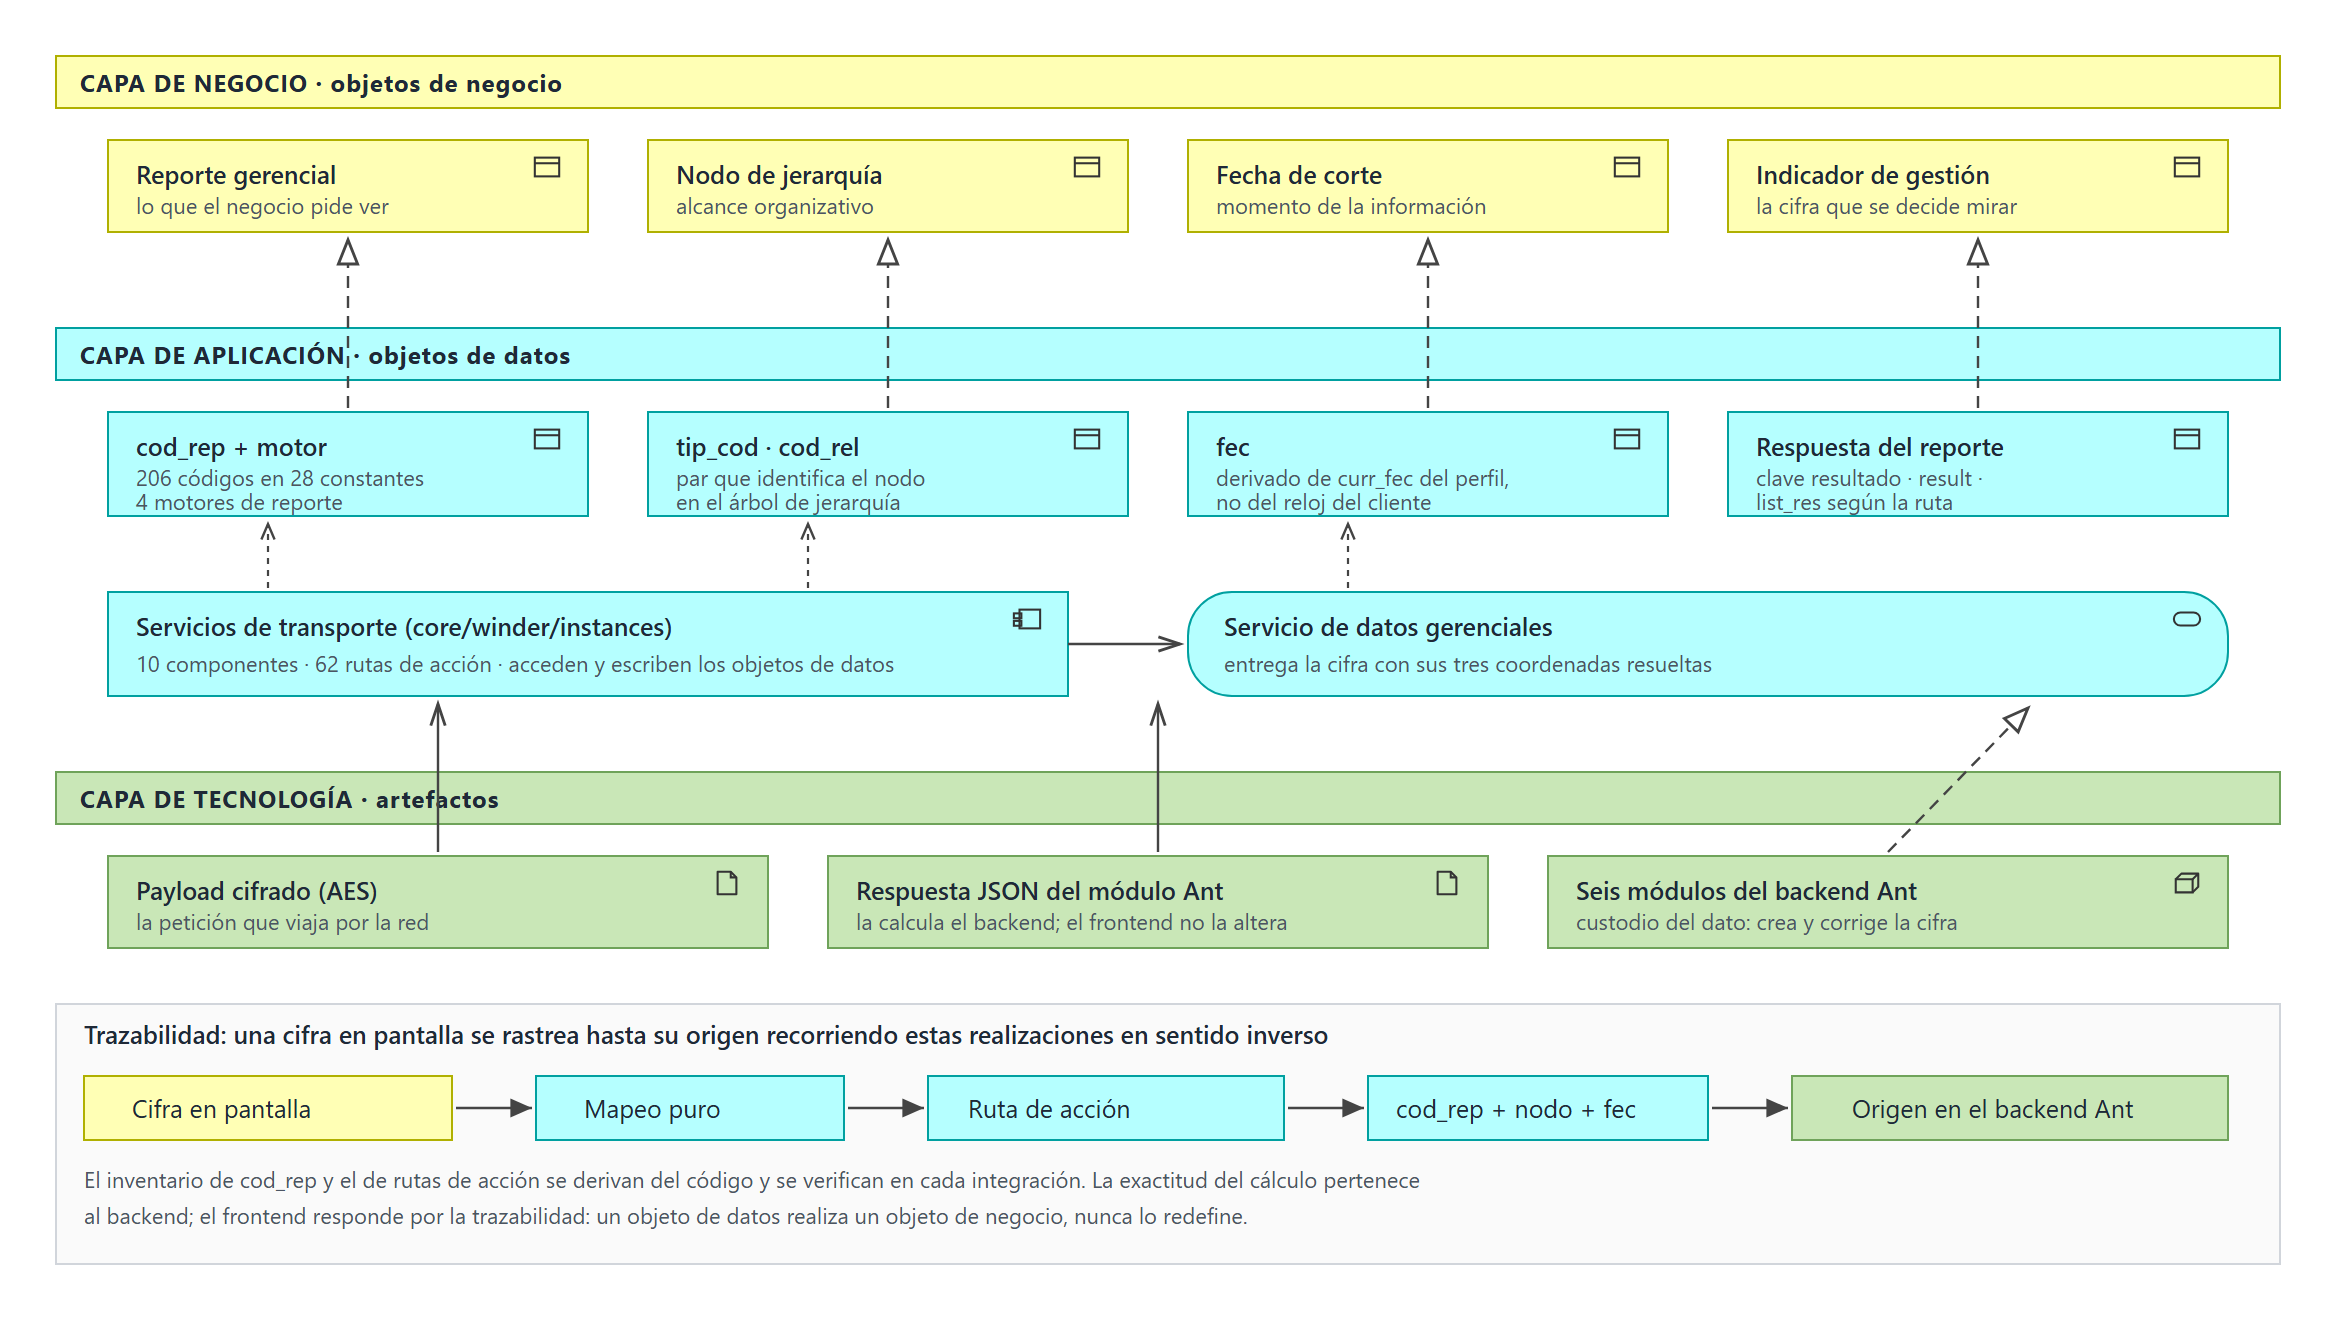 CAPA DE NEGOCIO · objetos de negocio
Reporte gerencial
lo que el negocio pide ver
Nodo de jerarquía
alcance organizativo
Fecha de corte
momento de la información
Indicador de gestión
la cifra que se decide mirar
CAPA DE APLICACIÓN · objetos de datos
cod_rep + motor
206 códigos en 28 constantes
4 motores de reporte
tip_cod · cod_rel
par que identifica el nodo
en el árbol de jerarquía
fec
derivado de curr_fec del perfil,
no del reloj del cliente
Respuesta del reporte
clave resultado · result ·
list_res según la ruta
Servicios de transporte (core/winder/instances)
10 componentes · 62 rutas de acción · acceden y escriben los objetos de datos
Servicio de datos gerenciales
entrega la cifra con sus tres coordenadas resueltas
CAPA DE TECNOLOGÍA · artefactos
Payload cifrado (AES)
la petición que viaja por la red
Respuesta JSON del módulo Ant
la calcula el backend; el frontend no la altera
Seis módulos del backend Ant
custodio del dato: crea y corrige la cifra
Trazabilidad: una cifra en pantalla se rastrea hasta su origen recorriendo estas realizaciones en sentido inverso
Cifra en pantalla
Mapeo puro
Ruta de acción
cod_rep + nodo + fec
Origen en el backend Ant
El inventario de cod_rep y el de rutas de acción se derivan del código y se verifican en cada integración. La exactitud del cálculo pertenece
al backend; el frontend responde por la trazabilidad: un objeto de datos realiza un objeto de negocio, nunca lo redefine.